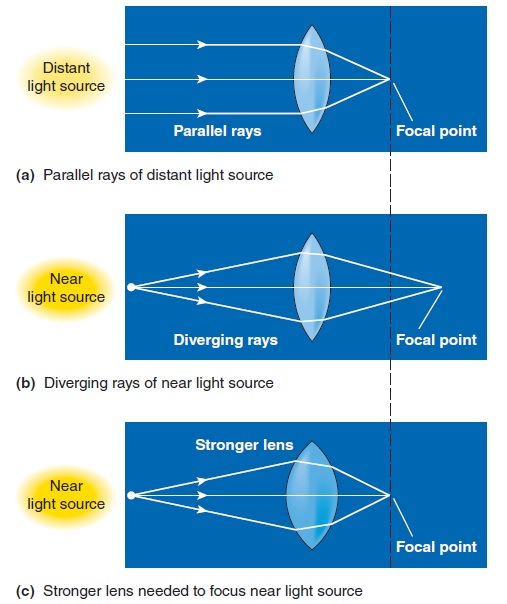 Distant
light source
Parallel rays
Focal point
(a) Parallel rays of distant light source
Near
light source
Diverging rays
Focal point
(b) Diverging rays of near light source
Stronger lens
Near
light source
Focal point
(c) Stronger lens needed to focus near light source